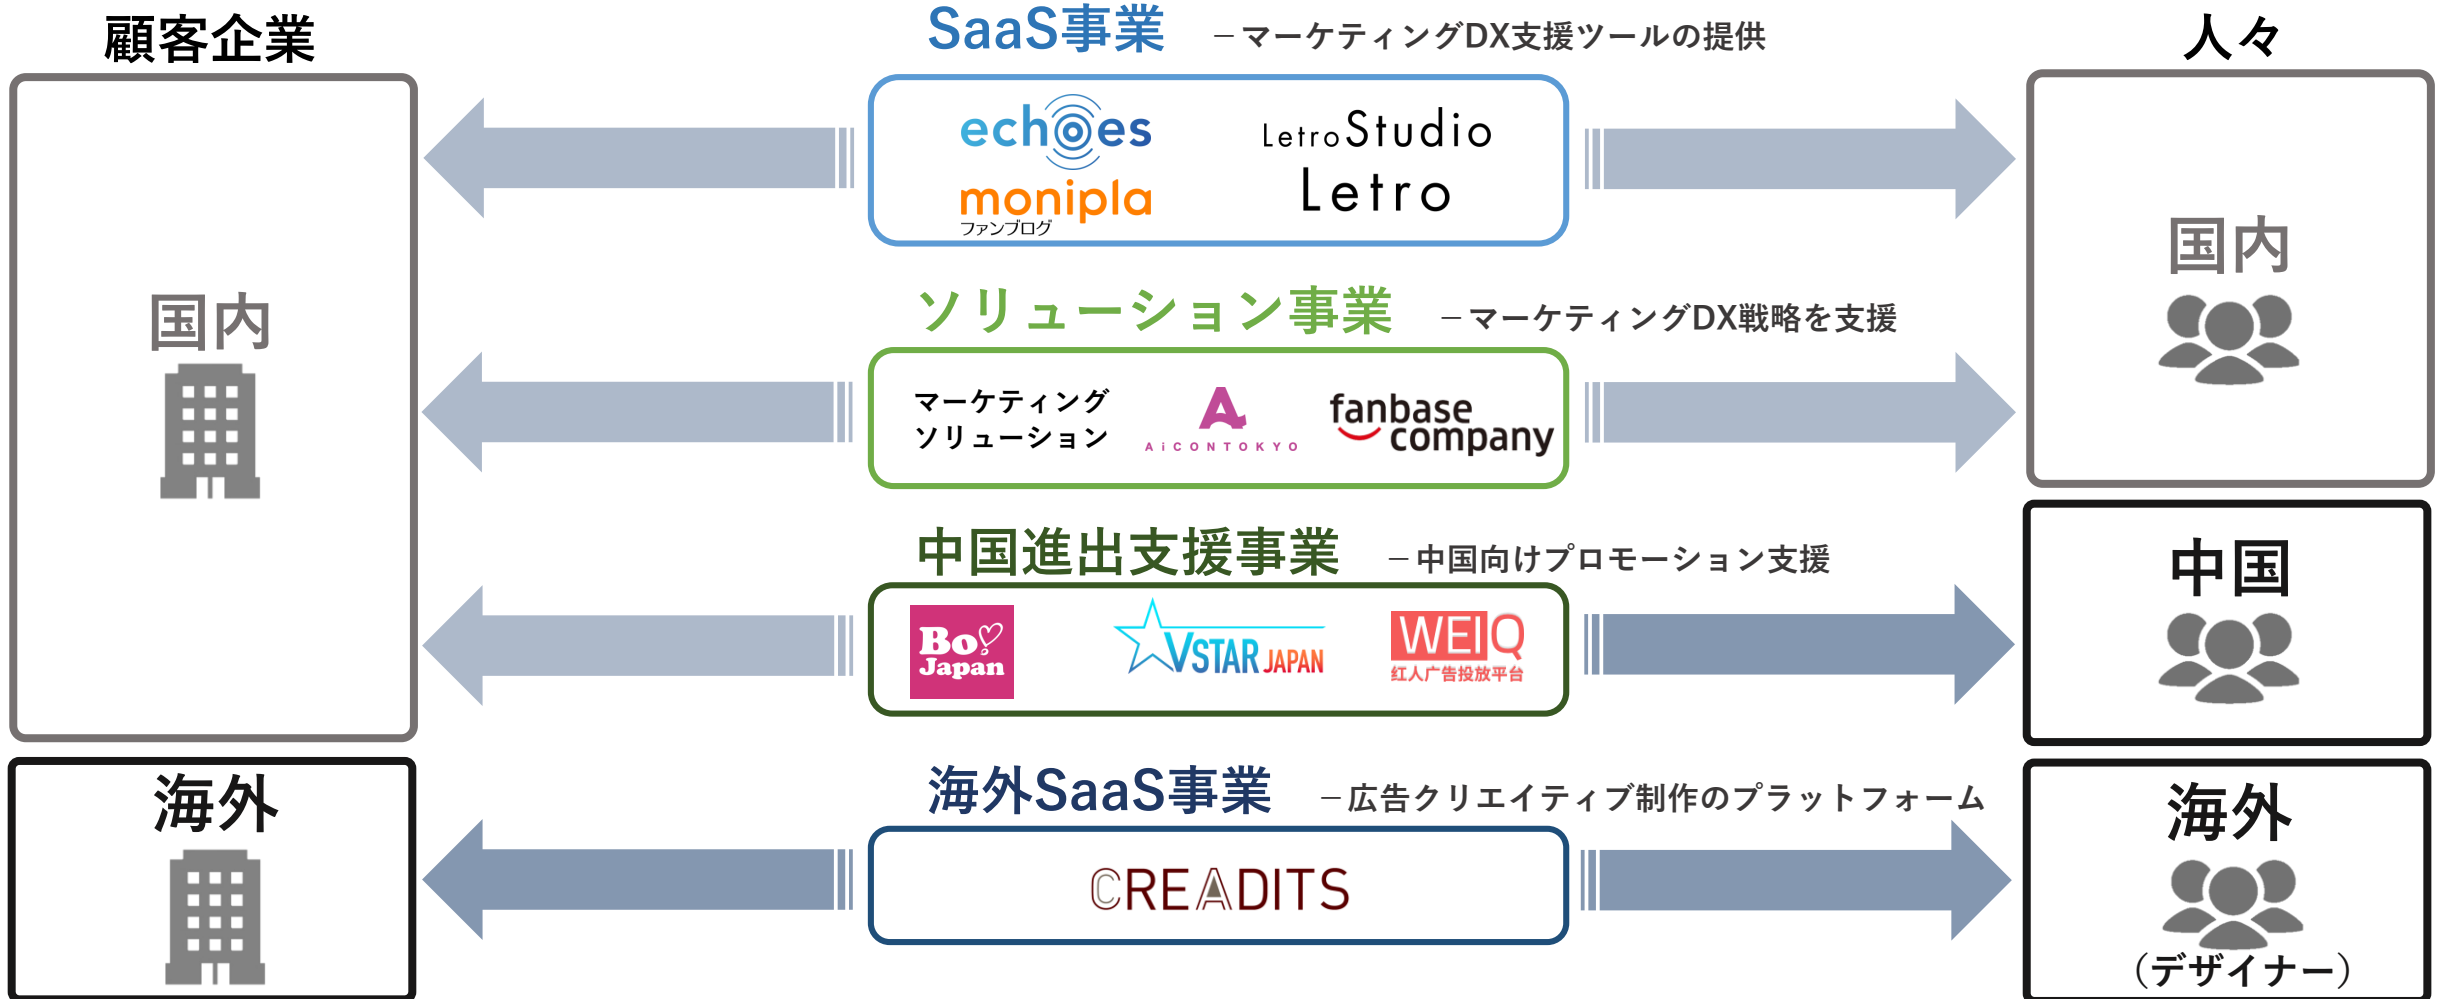 顧客企業
国内
海外
SaaS事業 －マーケティングDX支援ツールの提供
echoes
monipla
ファンブログ
LetroStudio
Letro
ソリューション事業 －マーケティングDX戦略を支援
マーケティング
ソリューション
A
AiCONTOKYO
fanbase
company
中国進出支援事業 －中国向けプロモーション支援
Bo
Japan
VSTAR JAPAN
WEIQ
红人广告投放平台
海外SaaS事業 －広告クリエイティブ制作のプラットフォーム
CREADITS
人々
国内
中国
海外
（デザイナー）